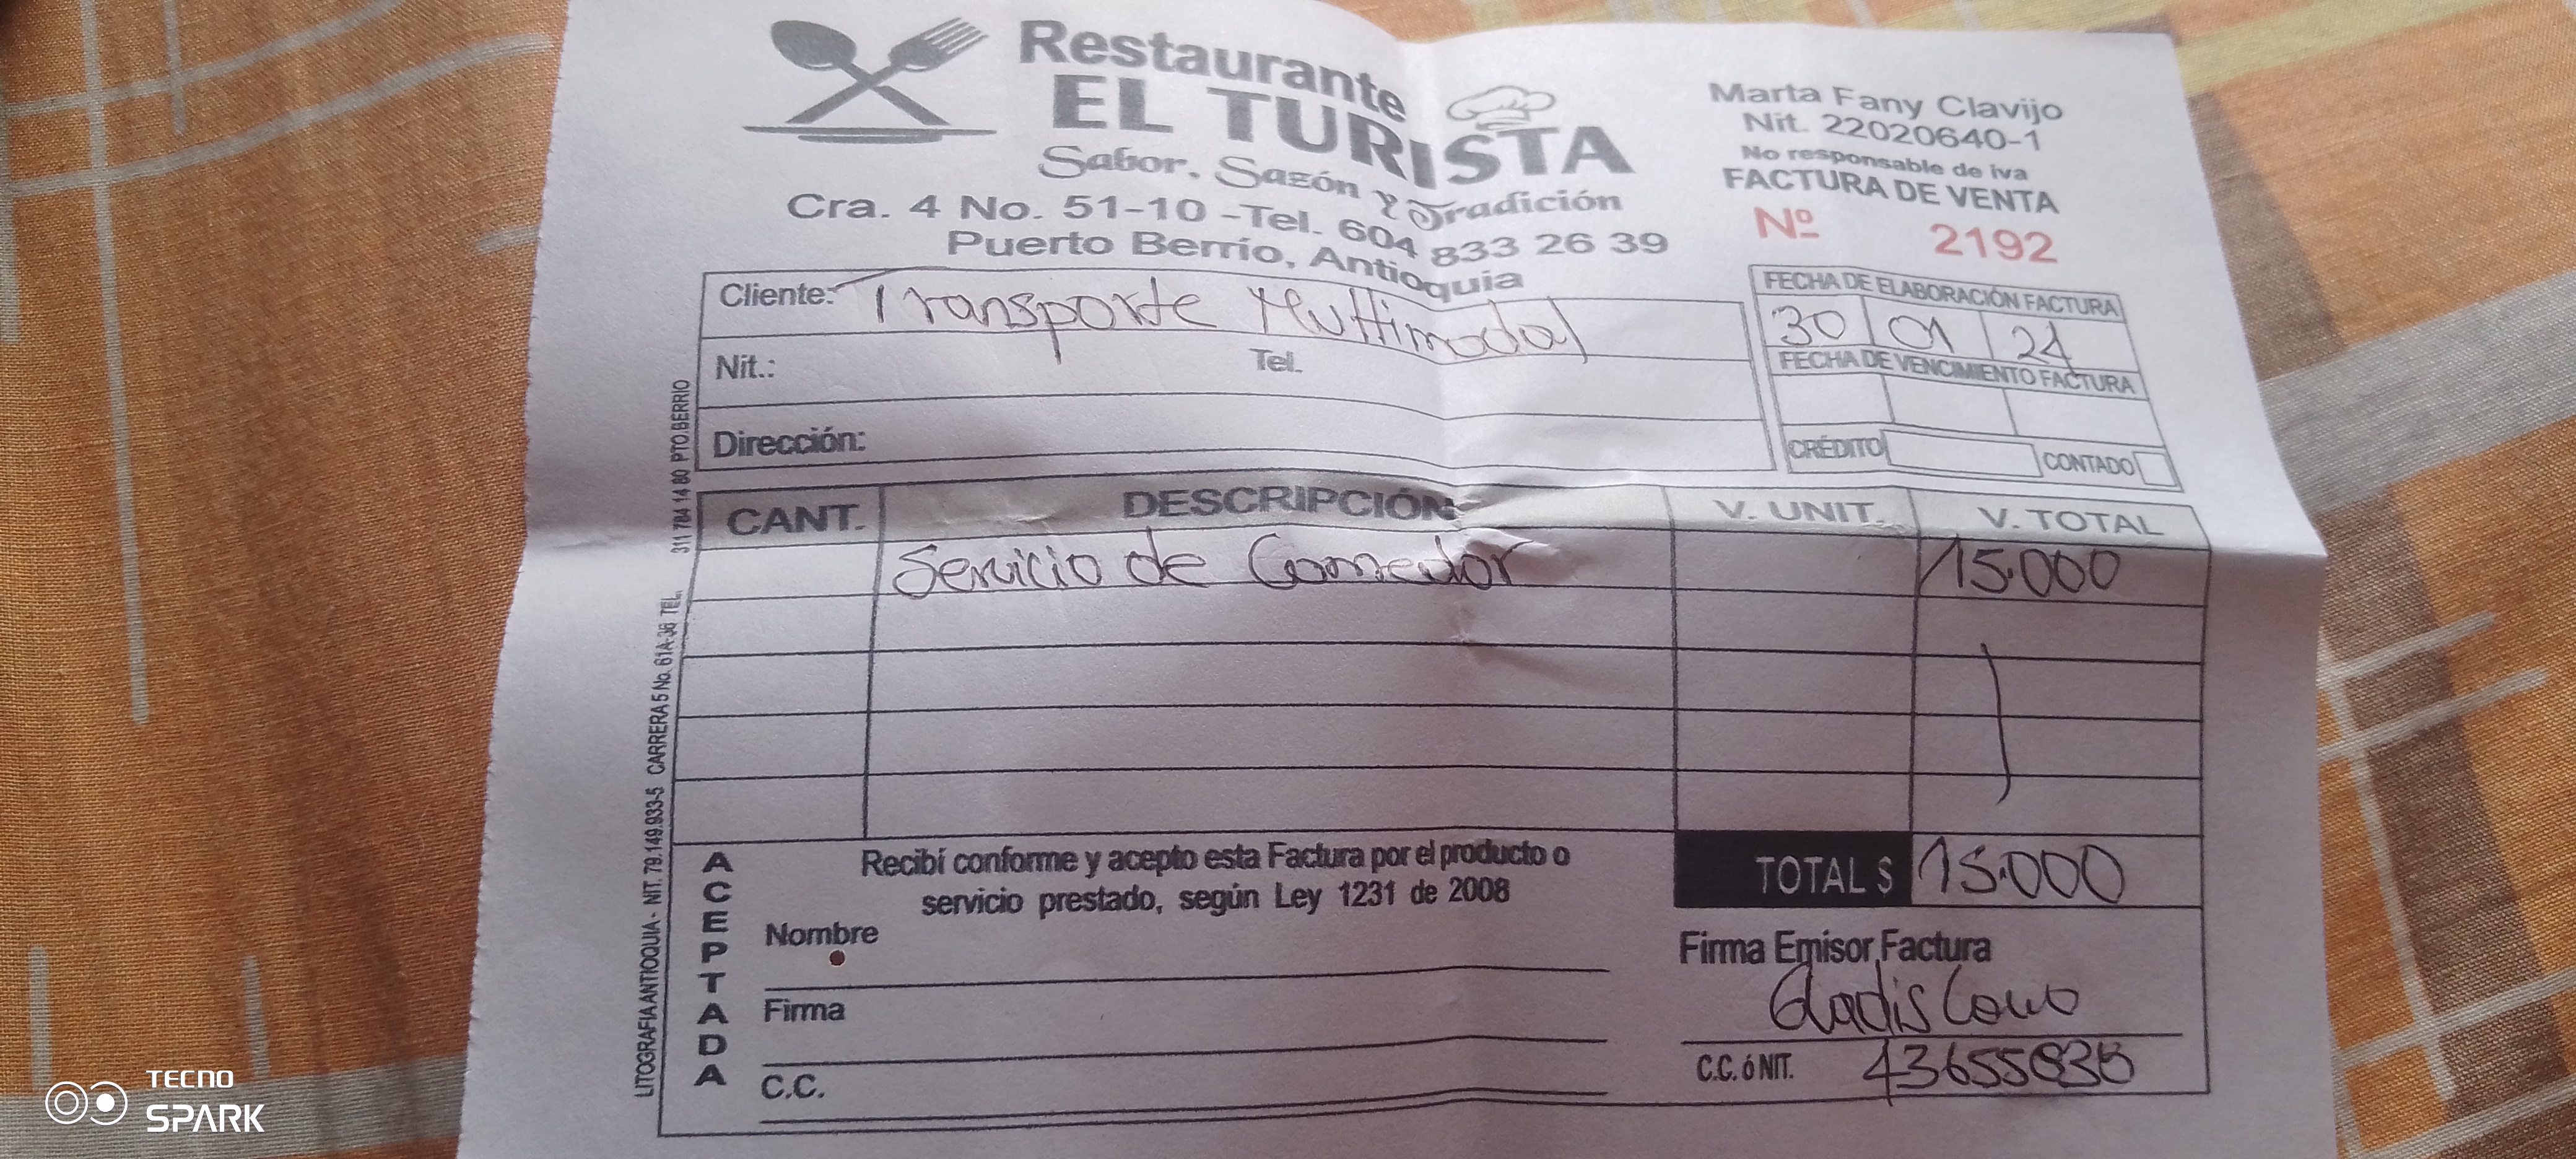 Restaurante
EL TURISTA
Sabor, Sazón y Tradición
Cra. 4 No. 51-10 -Tel. 604 833 26 39
Puerto Berrío, Antioquia
Marta Fany Clavijo
Nit. 22020640-1
No responsable de iva
FACTURA DE VENTA
Nº 2192
Cliente: Transporte Multimodal
Nit.: Tel.
Dirección:
FECHA DE ELABORACIÓN FACTURA
30 01 24
FECHA DE VENCIMIENTO FACTURA
CRÉDITO CONTADO
CANT. DESCRIPCIÓN V. UNIT. V. TOTAL
Servicio de Comedor 15.000
TOTAL $ 15.000
ACEPTADA
Recibí conforme y acepto esta Factura por el producto o
servicio prestado, según Ley 1231 de 2008
Nombre
Firma
C.C.
Firma Emisor Factura
Gladis
C.C. ó NIT.
LITOGRAFIA ANTIOQUIA - NIT. 79.149.933-5 CARRERA 5 No. 61A-36 TEL. 311 784 14 80 PTO.BERRIO
TECNO
SPARK